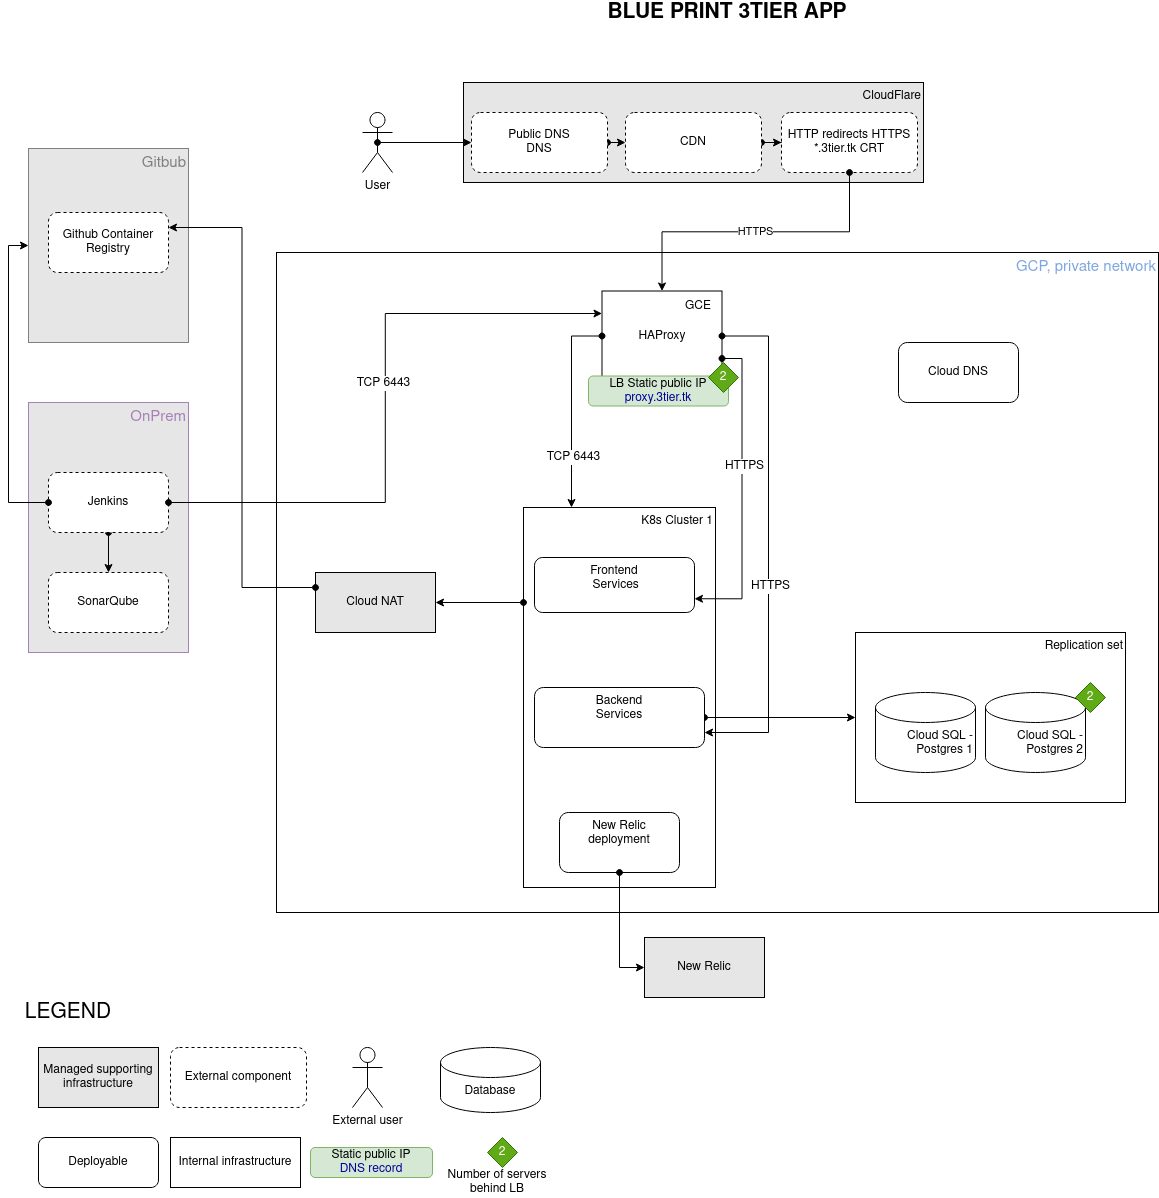 BLUE PRINT 3TIER APP
CloudFlare
Public DNS
DNS
CDN
HTTP redirects HTTPS
*.3tier.tk CRT
User
Gitbub
Github Container
Registry
HTTPS
GCP, private network
GCE
HAProxy
LB Static public IP
proxy.3tier.tk
2
Cloud DNS
TCP 6443
OnPrem
Jenkins
SonarQube
TCP 6443
HTTPS
HTTPS
K8s Cluster 1
Frontend
Services
Cloud NAT
Backend
Services
Replication set
2
Cloud SQL -
Postgres 1
Cloud SQL -
Postgres 2
New Relic
deployment
New Relic
LEGEND
Managed supporting
infrastructure
External component
External user
Database
Deployable
Internal infrastructure
Static public IP
DNS record
2
Number of servers
behind LB